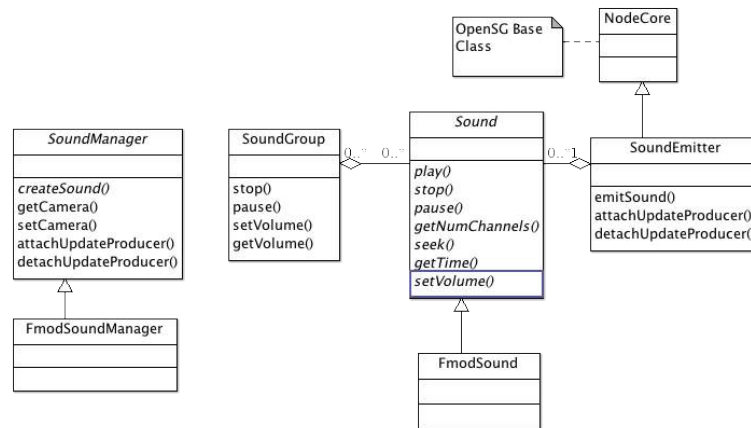 OpenSG Base
Class
NodeCore
SoundManager
createSound()
getCamera()
setCamera()
attachUpdateProducer()
detachUpdateProducer()
FmodSoundManager
SoundGroup
stop()
pause()
setVolume()
getVolume()
0..*
0..*
Sound
play()
stop()
pause()
getNumChannels()
seek()
getTime()
setVolume()
FmodSound
0..*
1
SoundEmitter
emitSound()
attachUpdateProducer()
detachUpdateProducer()